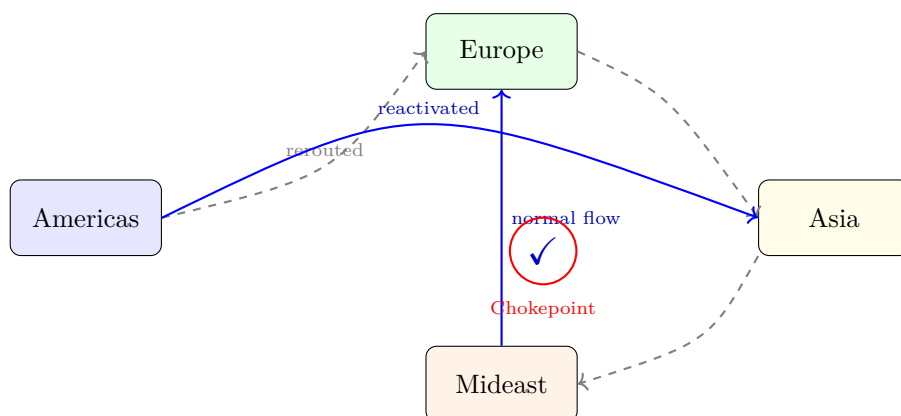 Europe
reactivated
rerouted
Americas
normal flow
Asia
✓
Chokepoint
Mideast